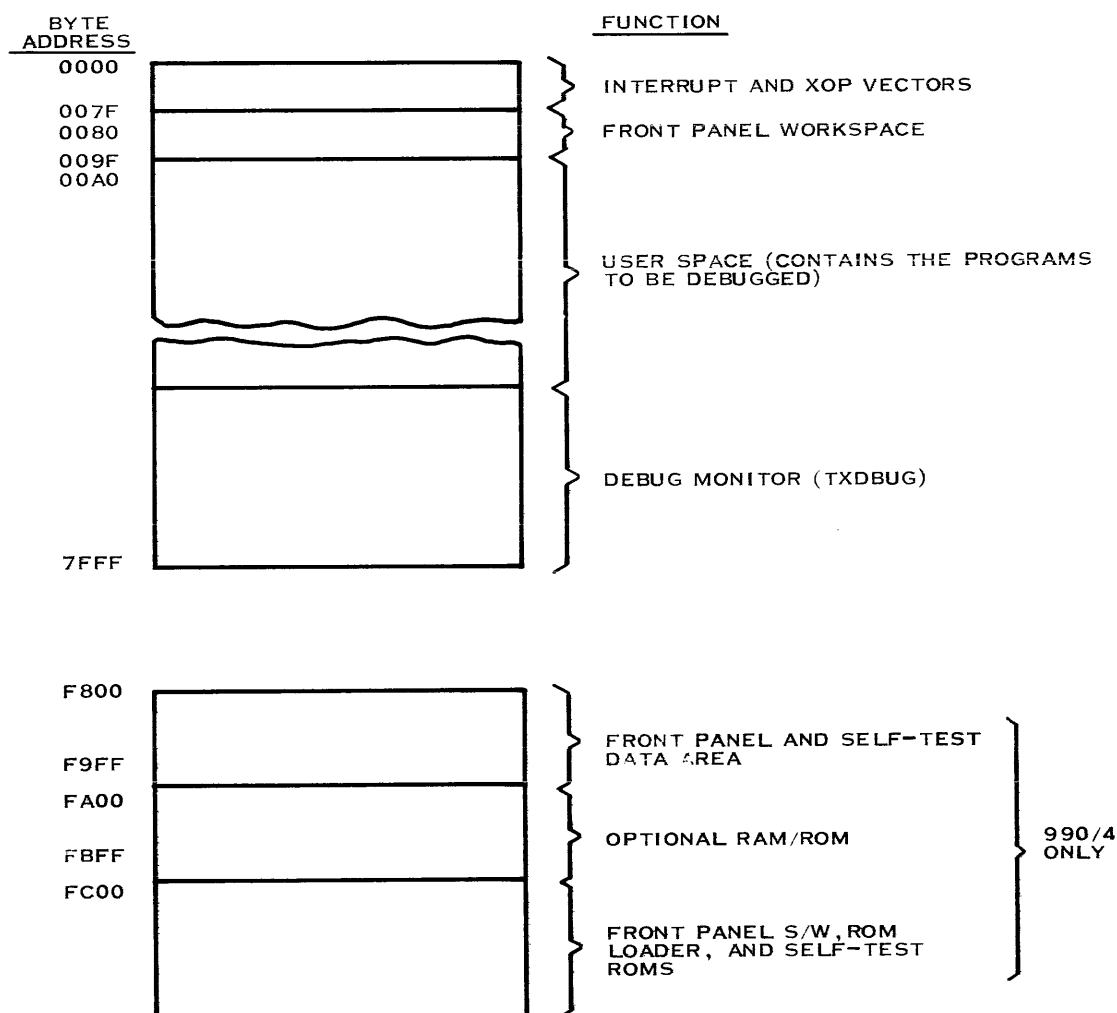 BYTE
ADDRESS
FUNCTION
0000
INTERRUPT AND XOP VECTORS
007F
0080
FRONT PANEL WORKSPACE
009F
00A0
USER SPACE (CONTAINS THE PROGRAMS
TO BE DEBUGGED)
DEBUG MONITOR (TXDBUG)
7FFF
F800
FRONT PANEL AND SELF-TEST
DATA AREA
F9FF
FA00
OPTIONAL RAM/ROM
990/4
ONLY
FBFF
FC00
FRONT PANEL S/W, ROM
LOADER, AND SELF-TEST
ROMS